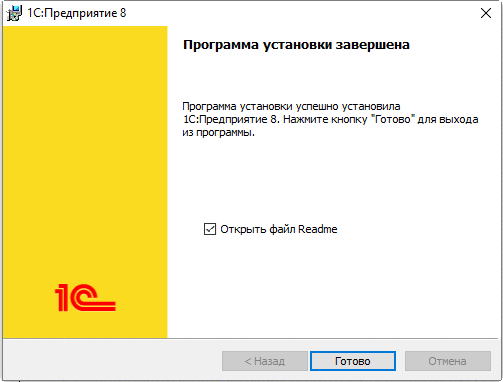 1С:Предприятие 8
Программа установки завершена
Программа установки успешно установила
1С:Предприятие 8. Нажмите кнопку "Готово" для выхода
из программы.
Открыть файл Readme
1С
< Назад
Готово
Отмена